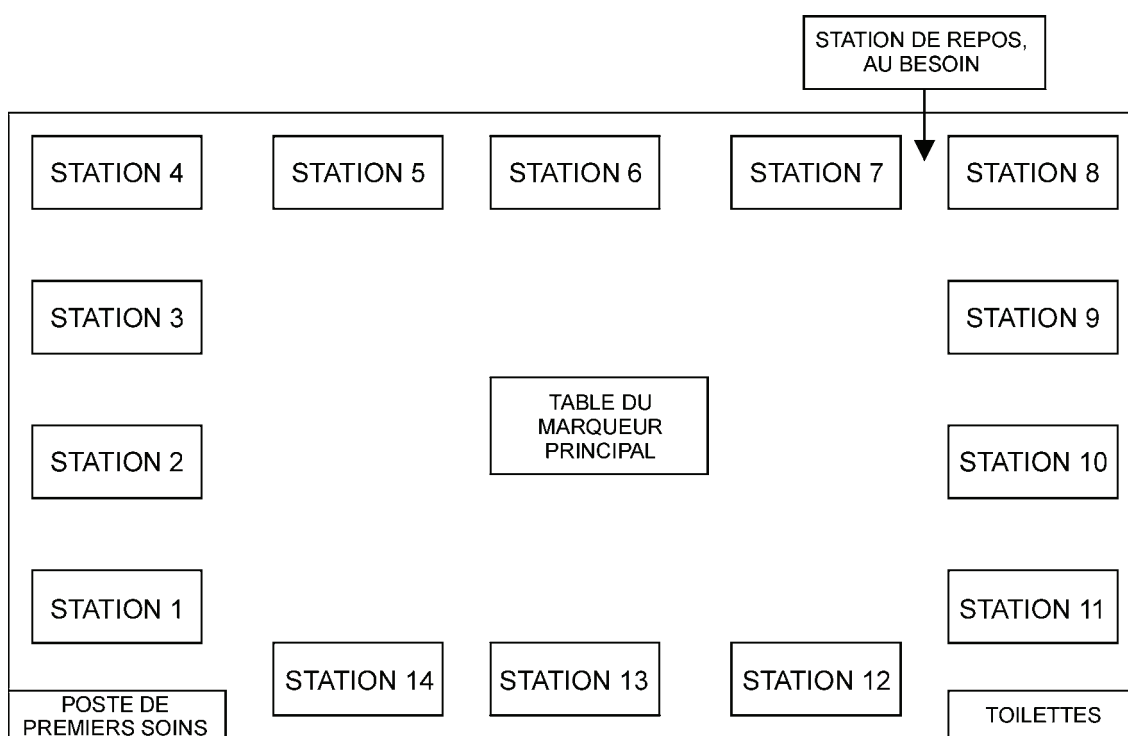 STATION DE REPOS,
AU BESOIN
STATION 4
STATION 5
STATION 6
STATION 7
STATION 8
STATION 3
STATION 9
TABLE DU
MARQUEUR
PRINCIPAL
STATION 2
STATION 10
STATION 1
STATION 11
STATION 14
STATION 13
STATION 12
POSTE DE
PREMIERS SOINS
TOILETTES